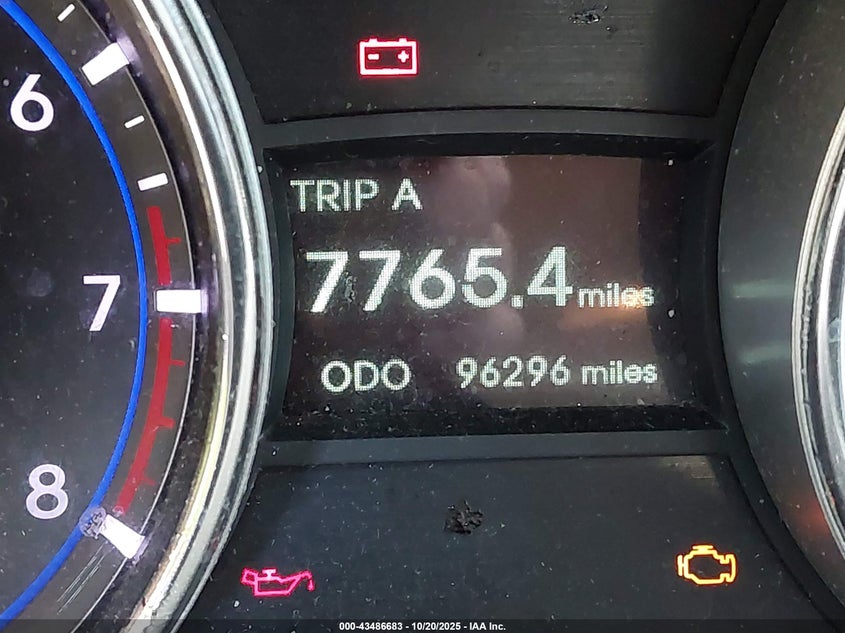 6
TRIP A
7765.4 miles
7
ODO 96296 miles
8
000-43486683 - 10/20/2025 - IAA Inc.